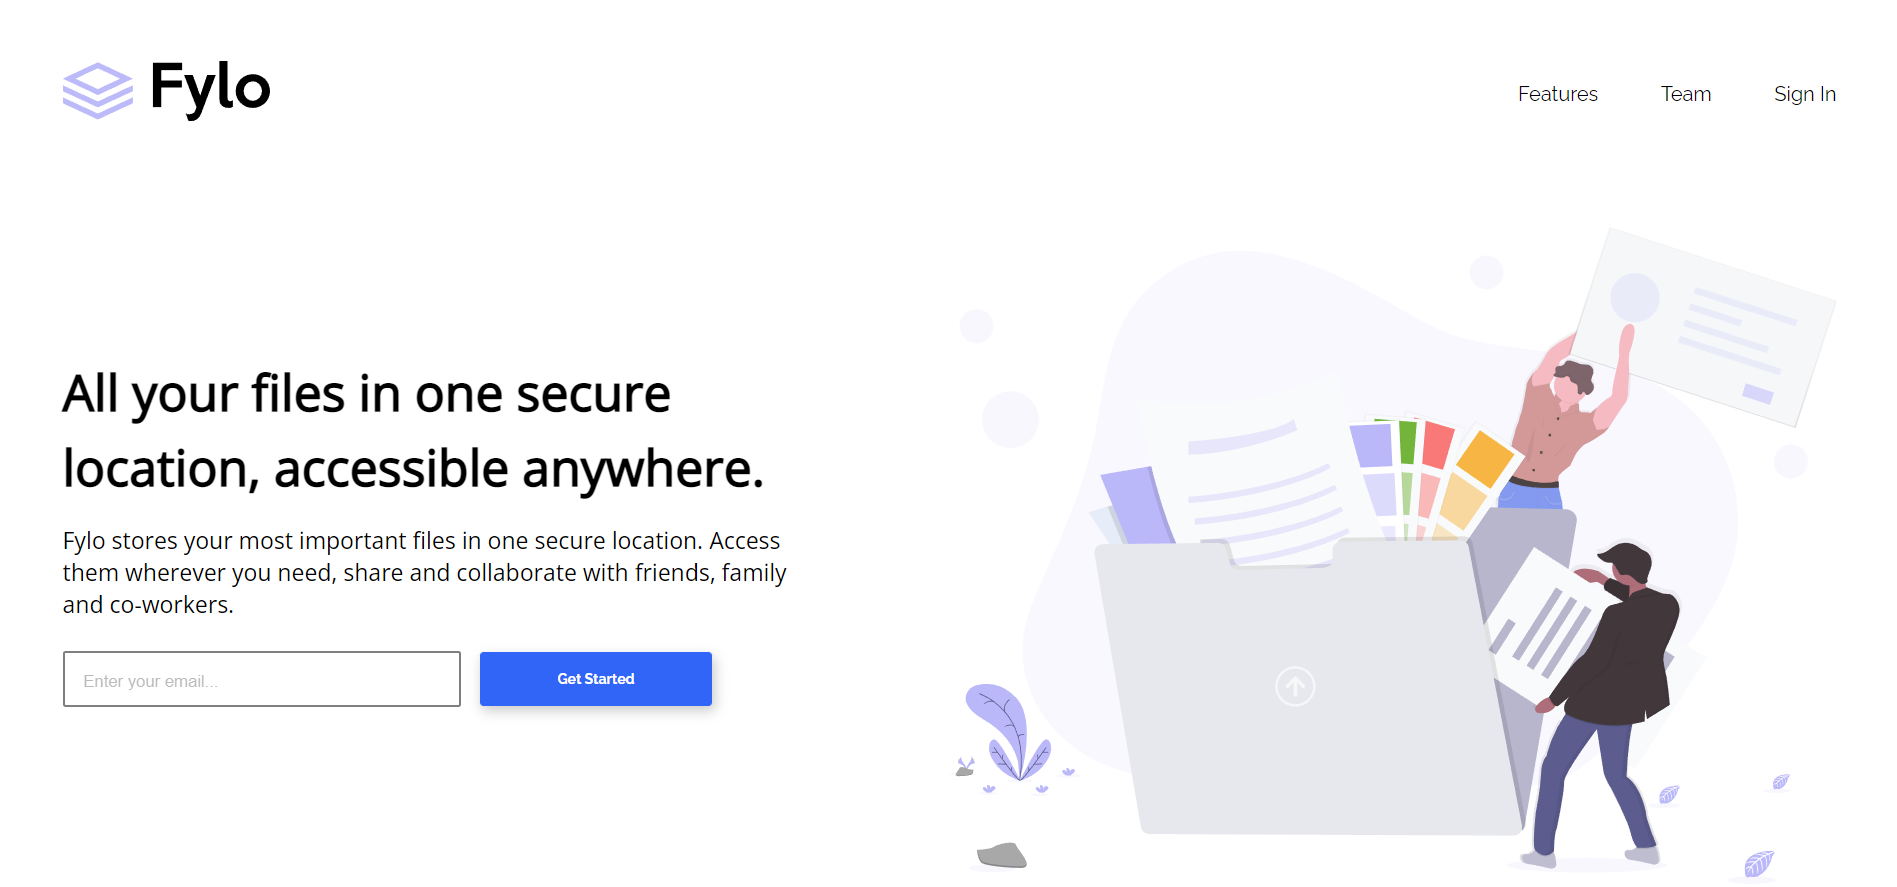 Fylo
Features
Team
Sign In
All your files in one secure
location, accessible anywhere.
Fylo stores your most important files in one secure location. Access
them wherever you need, share and collaborate with friends, family
and co-workers.
Enter your email...
Get Started